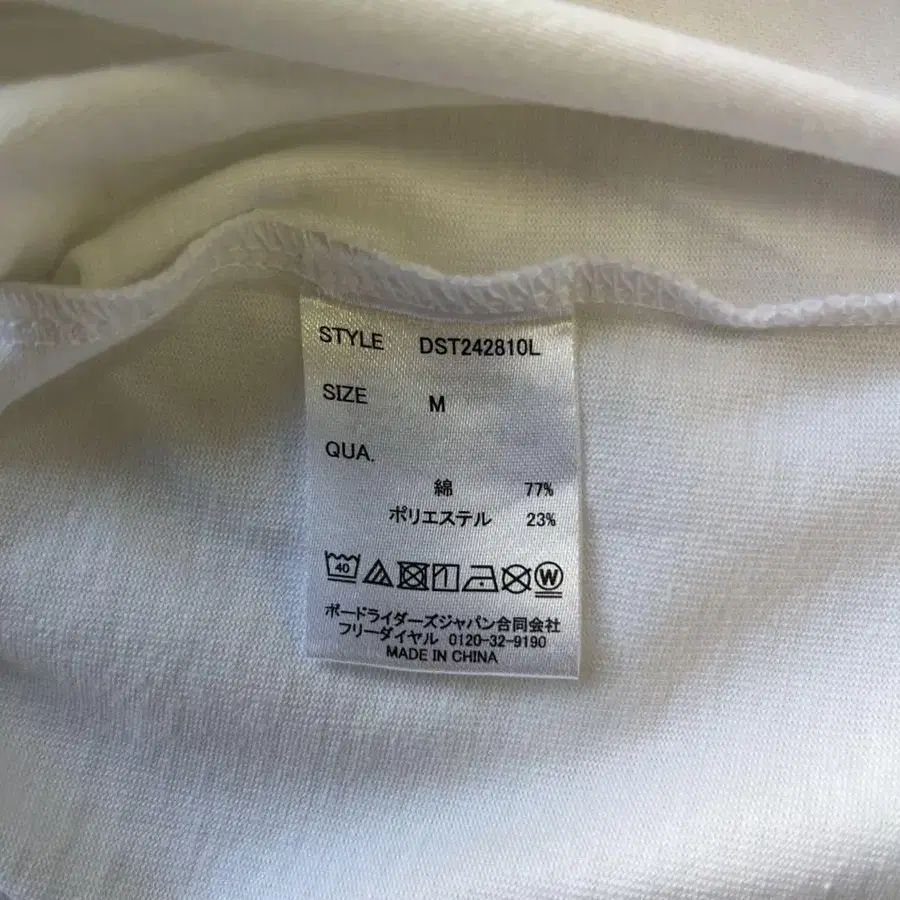 STYLE DST242810L
SIZE M
QUA.
綿 77%
ポリエステル 23%
40 W
ボードライダーズジャパン合同会社
フリーダイヤル 0120-32-9190
MADE IN CHINA